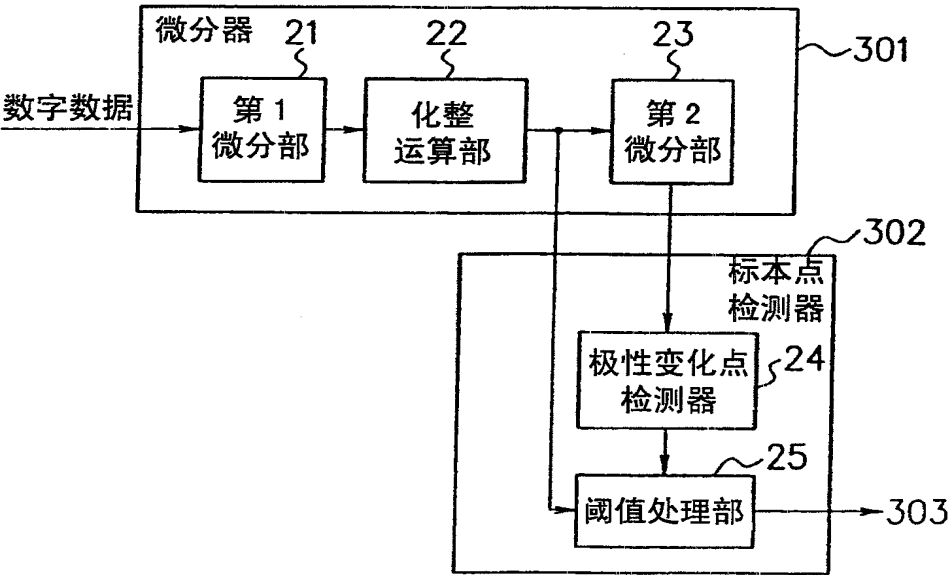 微分器
21
22
23
301
数字数据
第1
微分部
化整
运算部
第2
微分部
302
标本点
检测器
极性变化点
检测器
24
25
阈值处理部
303